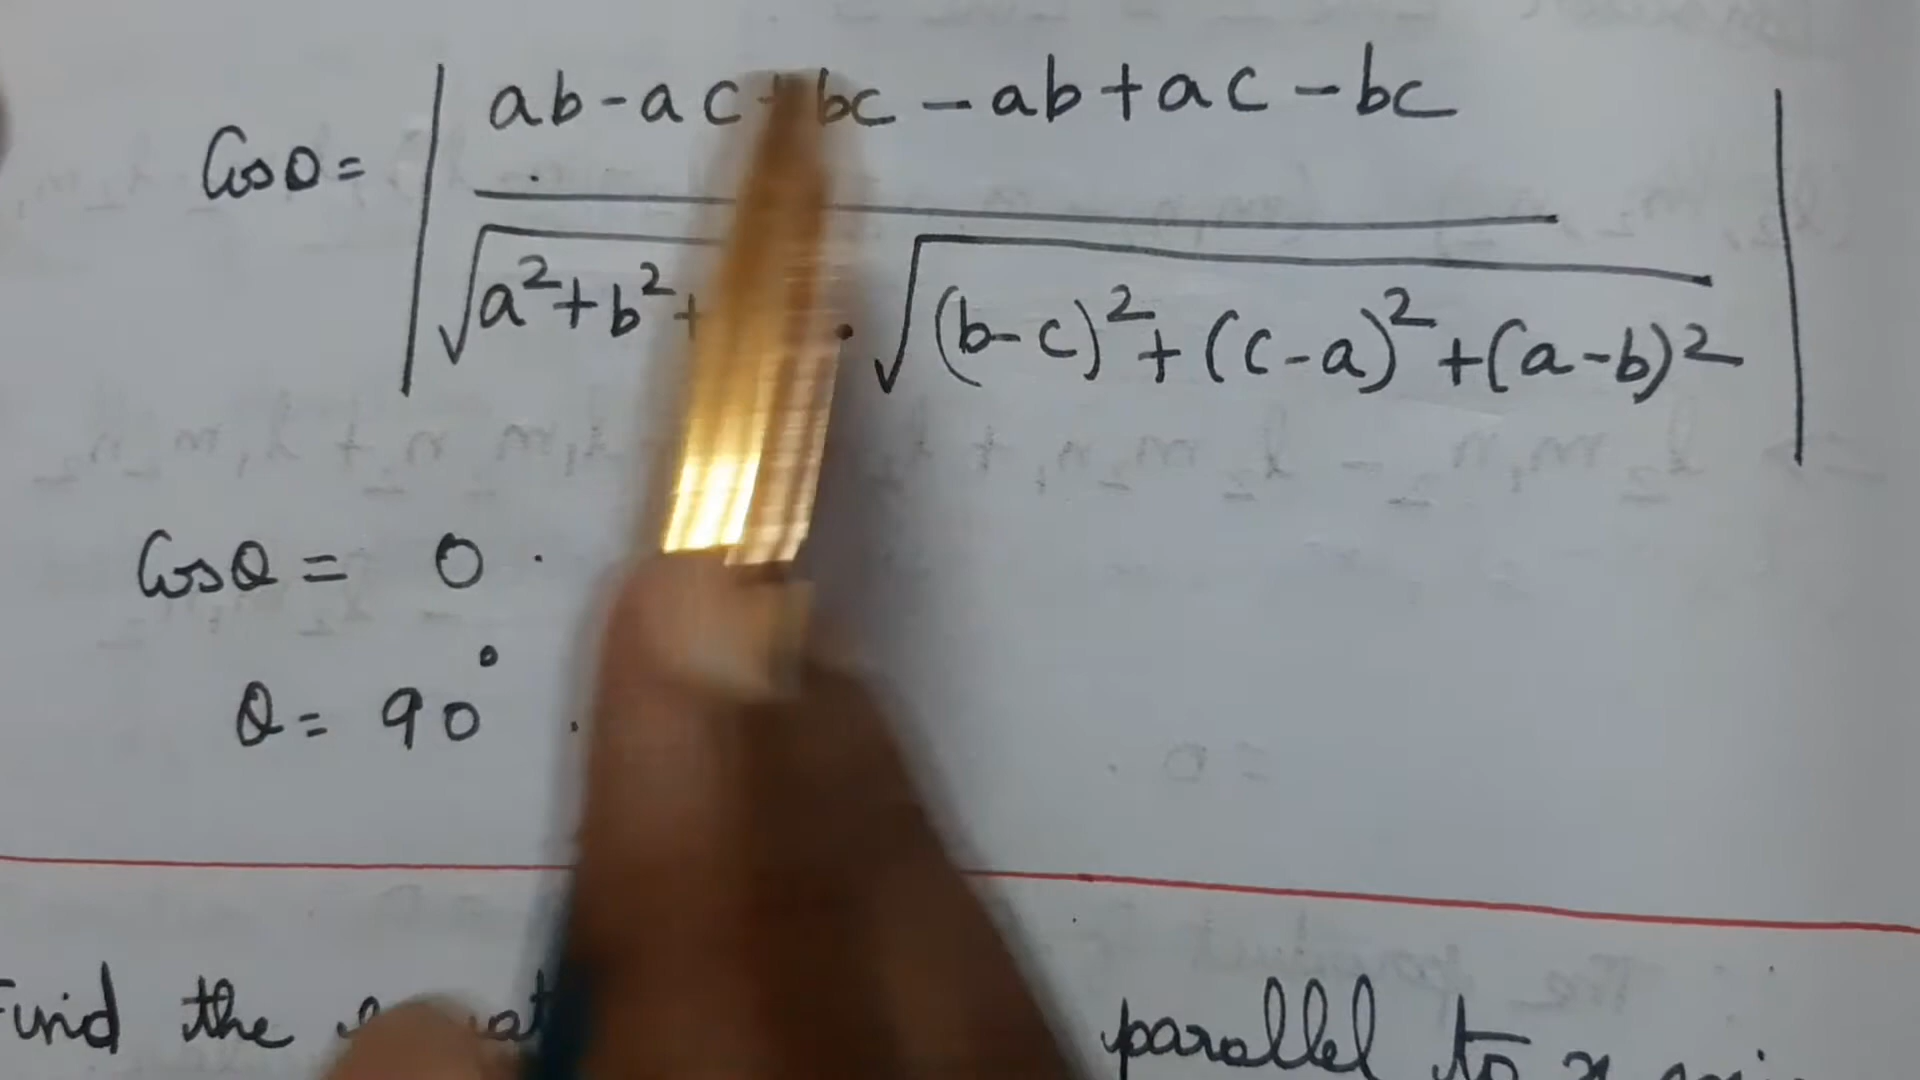 Cosθ = | ab - ac + bc - ab + ac - bc
√a² + b² + . √(b-c)² + (c-a)² + (a-b)² |
Cosθ = 0 .
θ = 90° .
Find the parallel to x